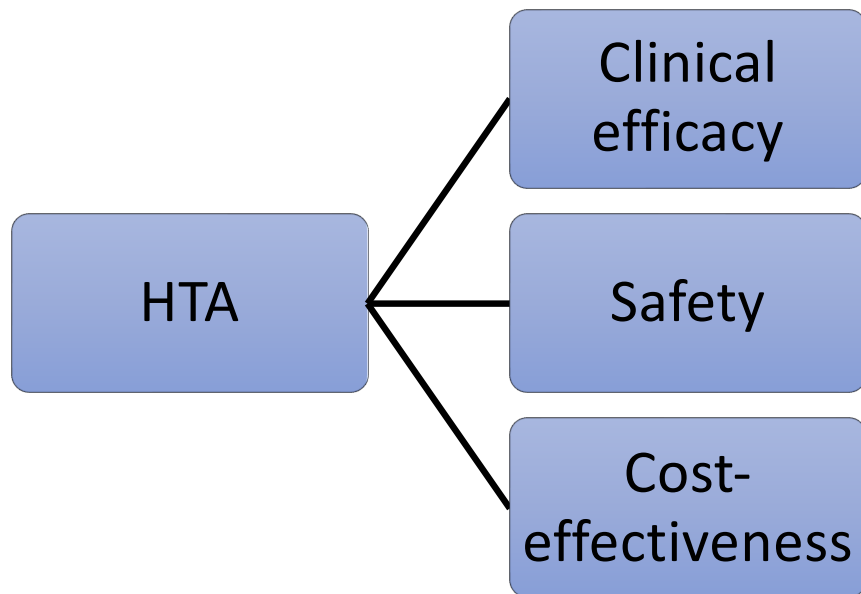 HTA
Clinical
efficacy
Safety
Cost-
effectiveness